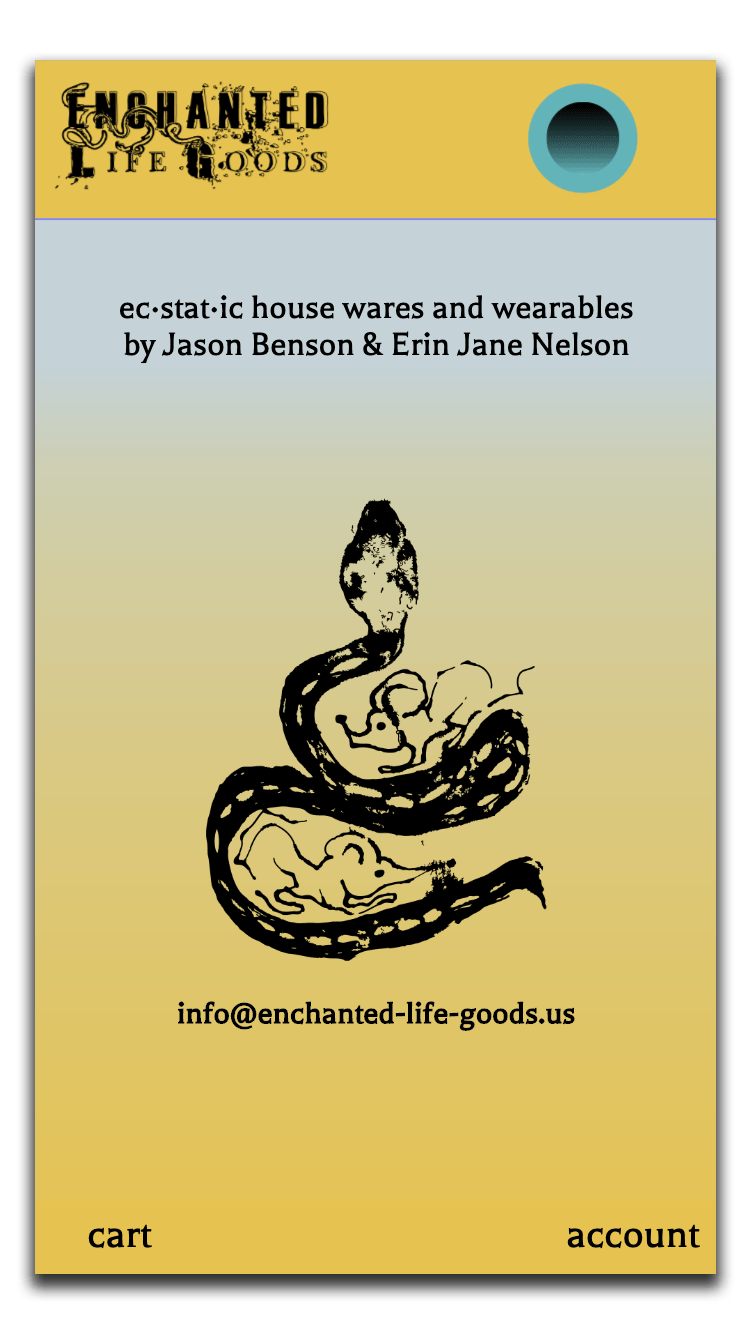 ENCHANTED
LIFE GOODS
ec·stat·ic house wares and wearables
by Jason Benson & Erin Jane Nelson
info@enchanted-life-goods.us
cart
account